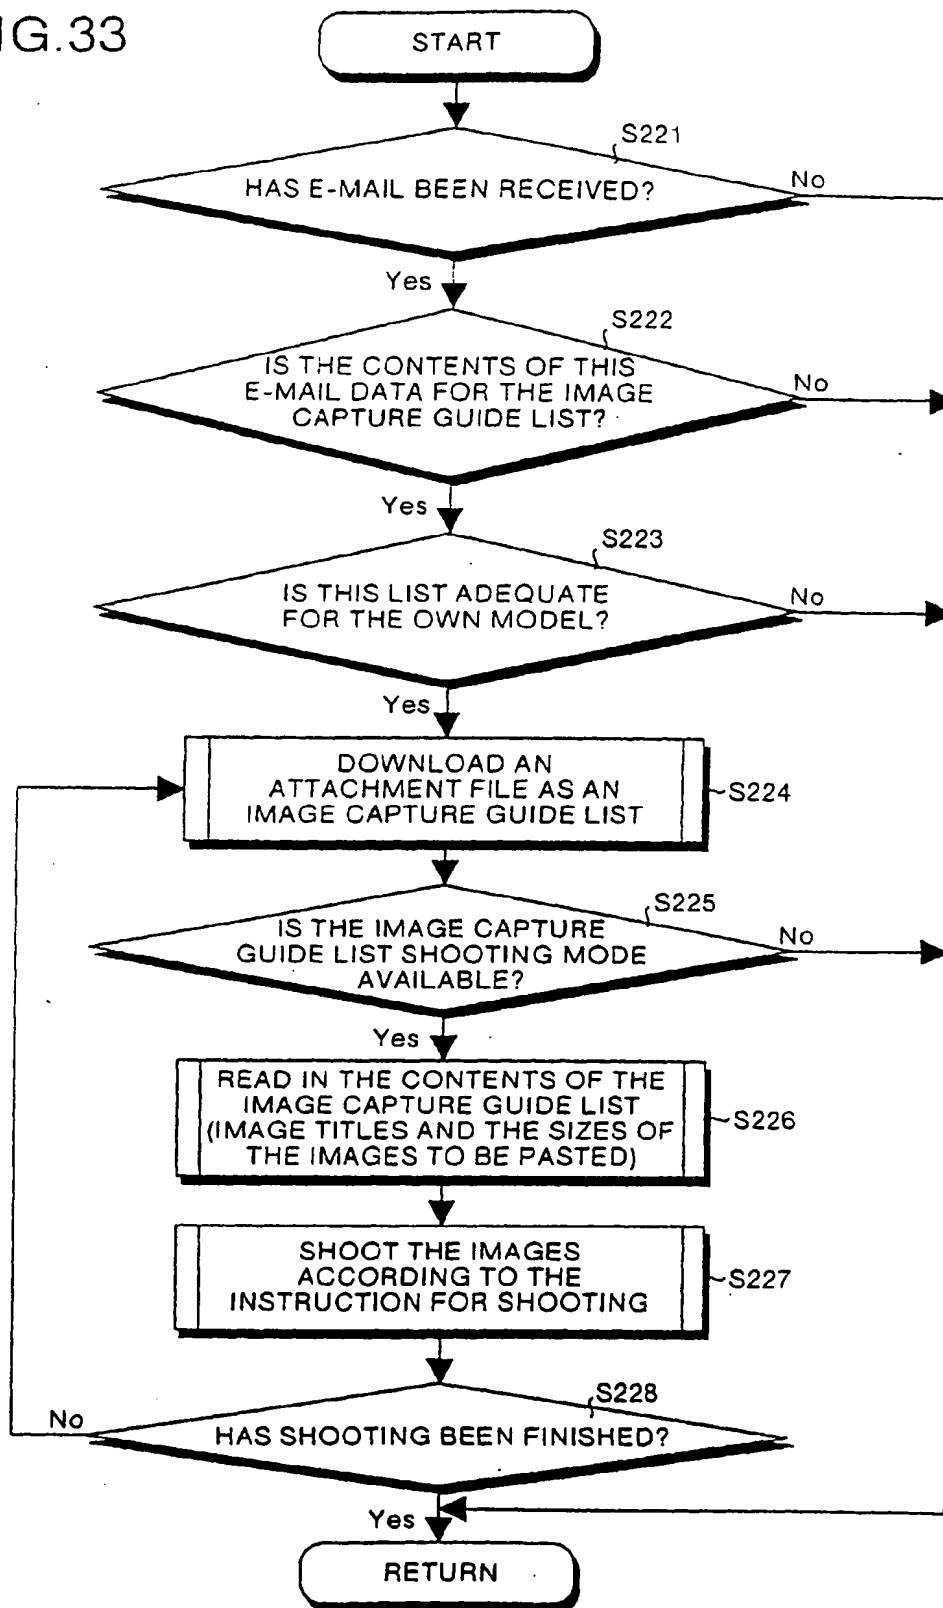 IG.33
START
S221
HAS E-MAIL BEEN RECEIVED?
No
Yes
S222
IS THE CONTENTS OF THIS
E-MAIL DATA FOR THE IMAGE
CAPTURE GUIDE LIST?
No
Yes
S223
IS THIS LIST ADEQUATE
FOR THE OWN MODEL?
No
Yes
DOWNLOAD AN
ATTACHMENT FILE AS AN
IMAGE CAPTURE GUIDE LIST
S224
S225
IS THE IMAGE CAPTURE
GUIDE LIST SHOOTING MODE
AVAILABLE?
No
Yes
READ IN THE CONTENTS OF THE
IMAGE CAPTURE GUIDE LIST
(IMAGE TITLES AND THE SIZES OF
THE IMAGES TO BE PASTED)
S226
SHOOT THE IMAGES
ACCORDING TO THE
INSTRUCTION FOR SHOOTING
S227
S228
No
HAS SHOOTING BEEN FINISHED?
Yes
RETURN